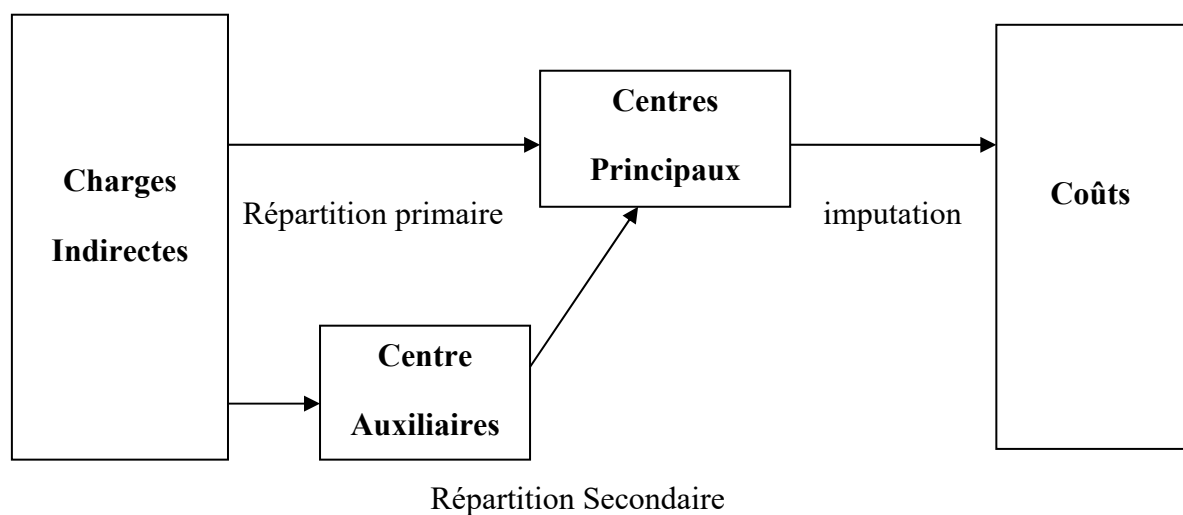 Charges
Indirectes
Répartition primaire
Centres
Principaux
imputation
Coûts
Centre
Auxiliaires
Répartition Secondaire